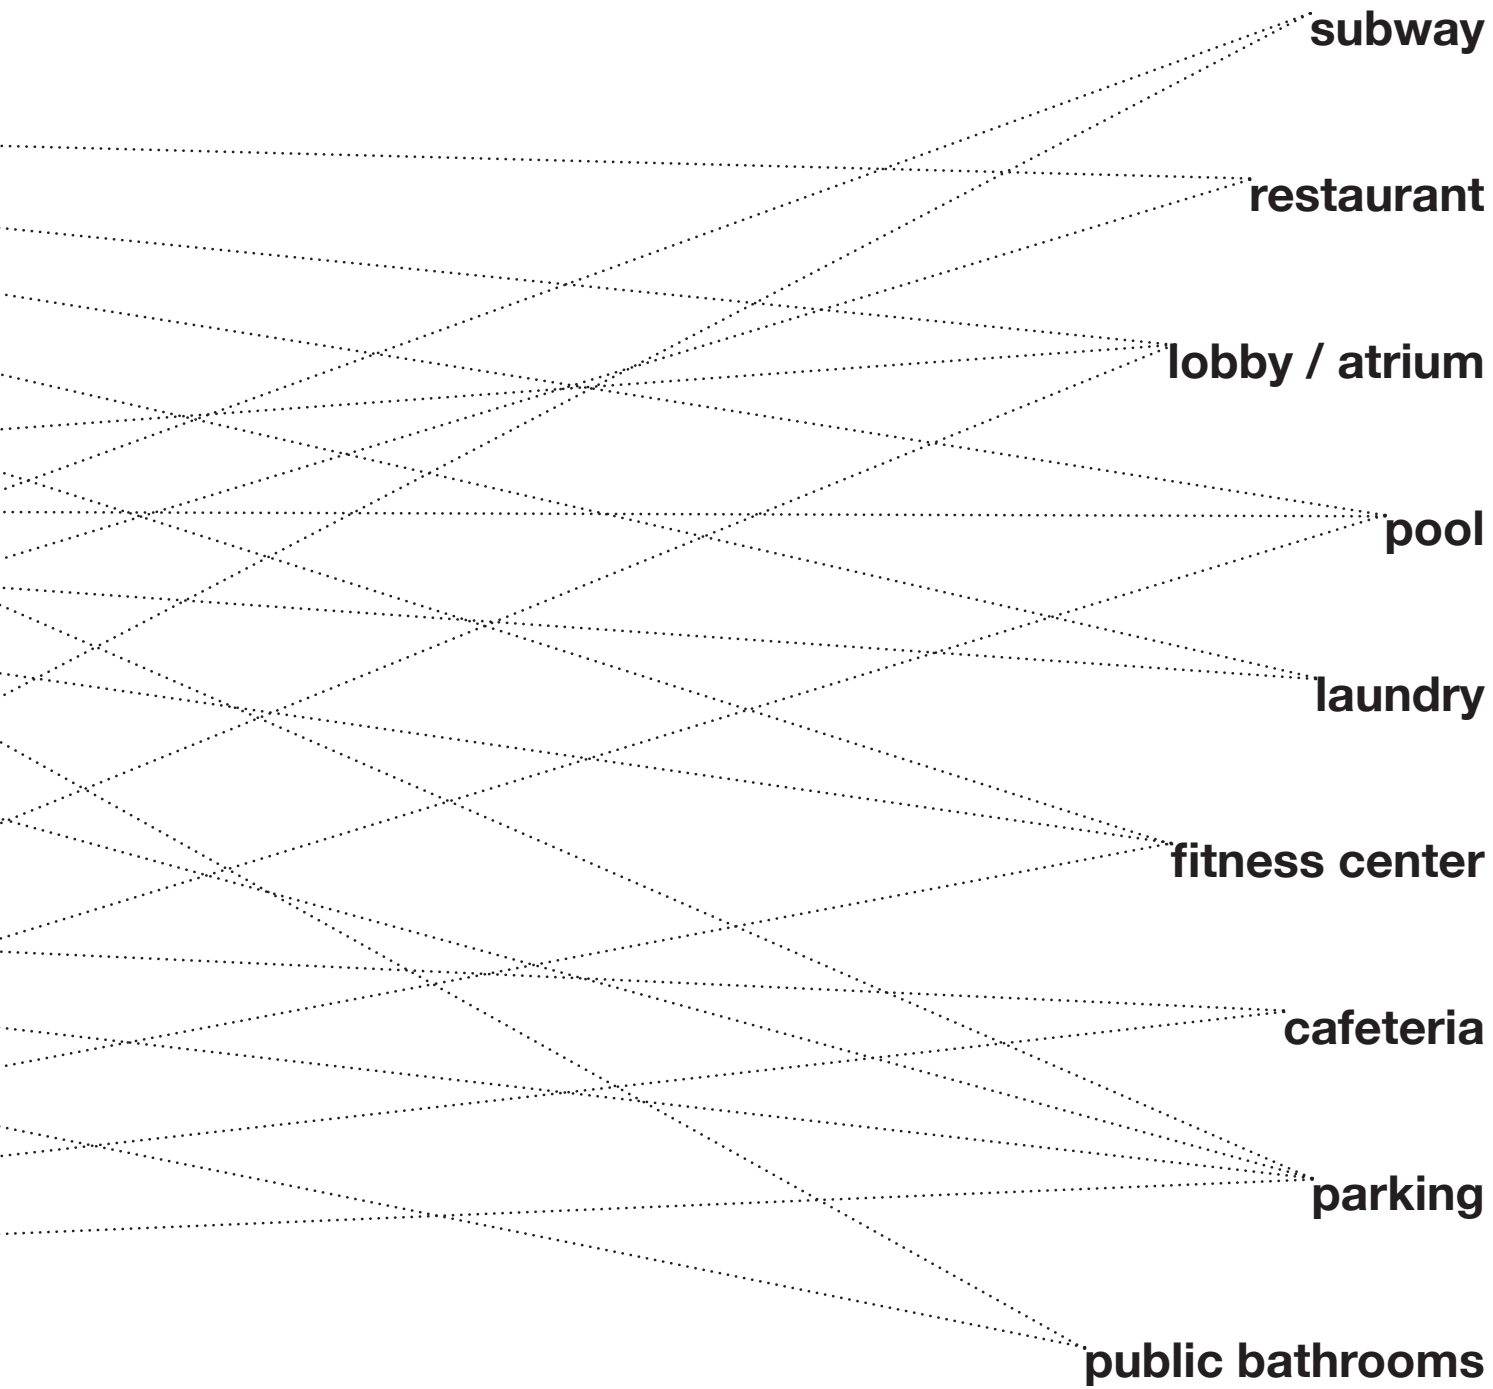 subway
restaurant
lobby / atrium
pool
laundry
fitness center
cafeteria
parking
public bathrooms